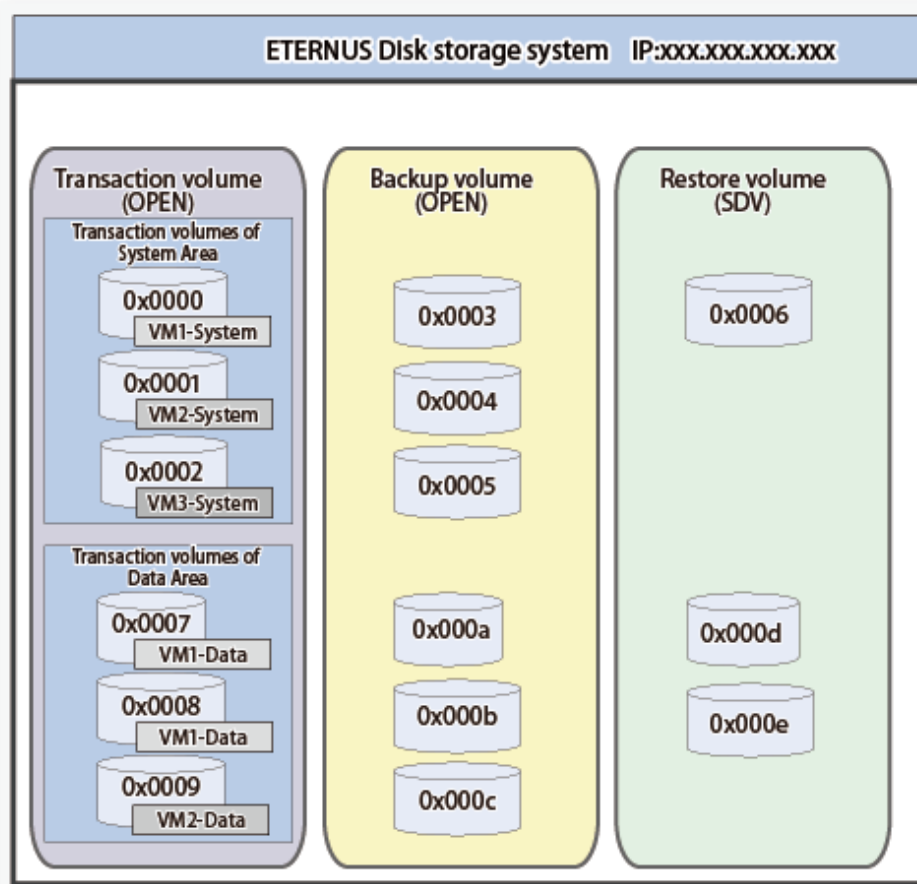 ETERNUS Disk storage system IP:xxx.xxx.xxx.xxx
Transaction volume
(OPEN)
Transaction volumes of
System Area
0x0000
VM1-System
0x0001
VM2-System
0x0002
VM3-System
Transaction volumes of
Data Area
0x0007
VM1-Data
0x0008
VM1-Data
0x0009
VM2-Data
Backup volume
(OPEN)
0x0003
0x0004
0x0005
0x000a
0x000b
0x000c
Restore volume
(SDV)
0x0006
0x000d
0x000e